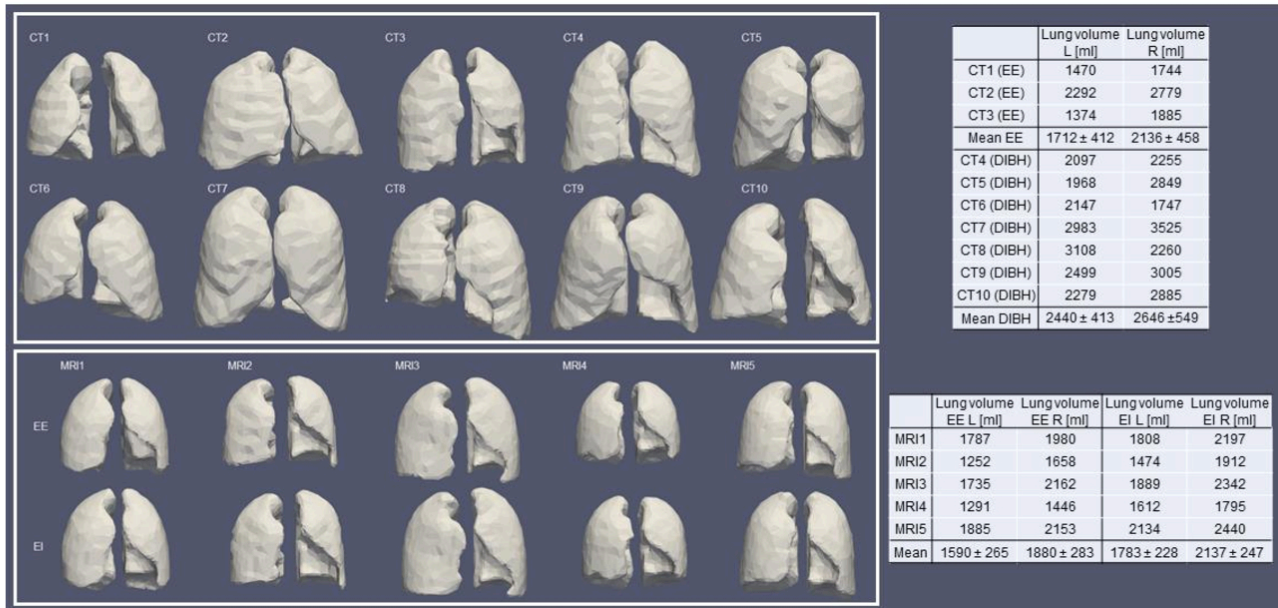 CT1 CT2 CT3 CT4 CT5
CT6 CT7 CT8 CT9 CT10
Lung volume L [ml] Lung volume R [ml]
CT1 (EE) 1470 1744
CT2 (EE) 2292 2779
CT3 (EE) 1374 1885
Mean EE 1712 ± 412 2136 ± 458
CT4 (DIBH) 2097 2255
CT5 (DIBH) 1968 2849
CT6 (DIBH) 2147 1747
CT7 (DIBH) 2983 3525
CT8 (DIBH) 3108 2260
CT9 (DIBH) 2499 3005
CT10 (DIBH) 2279 2885
Mean DIBH 2440 ± 413 2646 ±549
MRI1 MRI2 MRI3 MRI4 MRI5
EE
EI
Lung volume EE L [ml] Lung volume EE R [ml] Lung volume EI L [ml] Lung volume EI R [ml]
MRI1 1787 1980 1808 2197
MRI2 1252 1658 1474 1912
MRI3 1735 2162 1889 2342
MRI4 1291 1446 1612 1795
MRI5 1885 2153 2134 2440
Mean 1590 ± 265 1880 ± 283 1783 ± 228 2137 ± 247